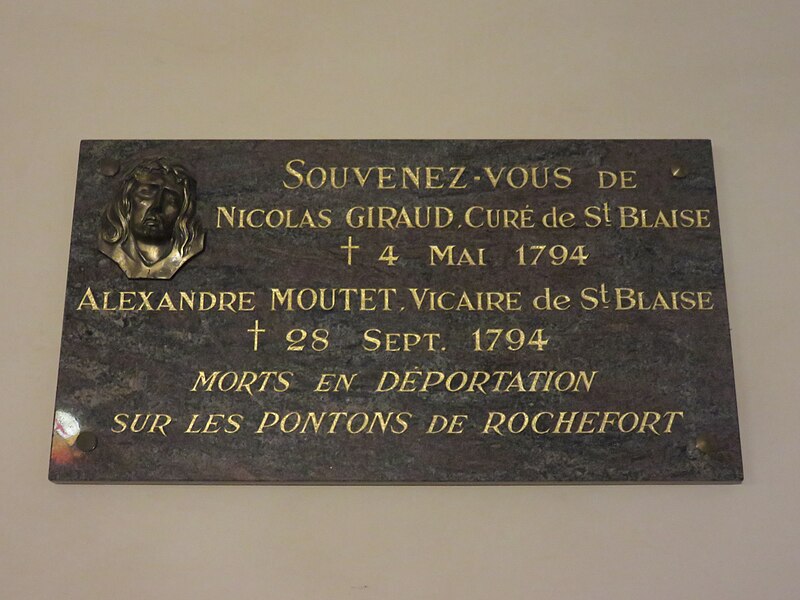 SOUVENEZ-VOUS DE
NICOLAS GIRAUD, CURÉ de St BLAISE
† 4 MAI 1794
ALEXANDRE MOUTET, VICAIRE de St BLAISE
† 28 SEPT. 1794
MORTS EN DÉPORTATION
SUR LES PONTONS DE ROCHEFORT